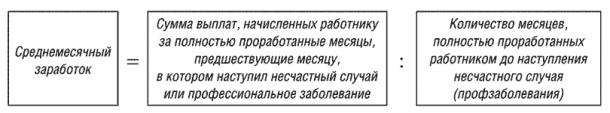 Среднемесячный
заработок
=
Сумма выплат, начисленных работнику
за полностью проработанные месяцы,
предшествующие месяцу,
в котором наступил несчастный случай
или профессиональное заболевание
:
Количество месяцев,
полностью проработанных
работником до наступления
несчастного случая
(профзаболевания)